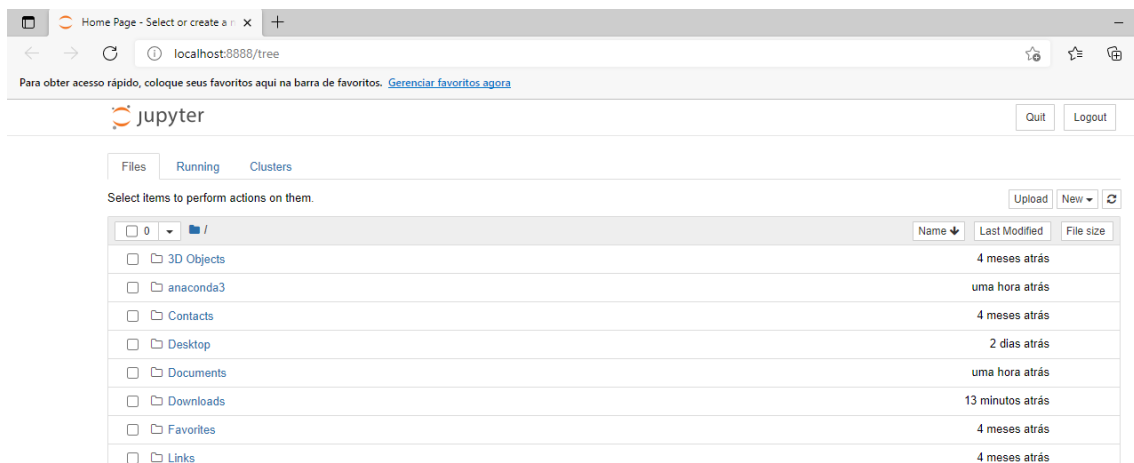 Home Page - Select or create a n
localhost:8888/tree
Para obter acesso rápido, coloque seus favoritos aqui na barra de favoritos. Gerenciar favoritos agora
jupyter
Quit Logout
Files Running Clusters
Select items to perform actions on them.
Upload New
0 / Name Last Modified File size
3D Objects 4 meses atrás
anaconda3 uma hora atrás
Contacts 4 meses atrás
Desktop 2 dias atrás
Documents uma hora atrás
Downloads 13 minutos atrás
Favorites 4 meses atrás
Links 4 meses atrás